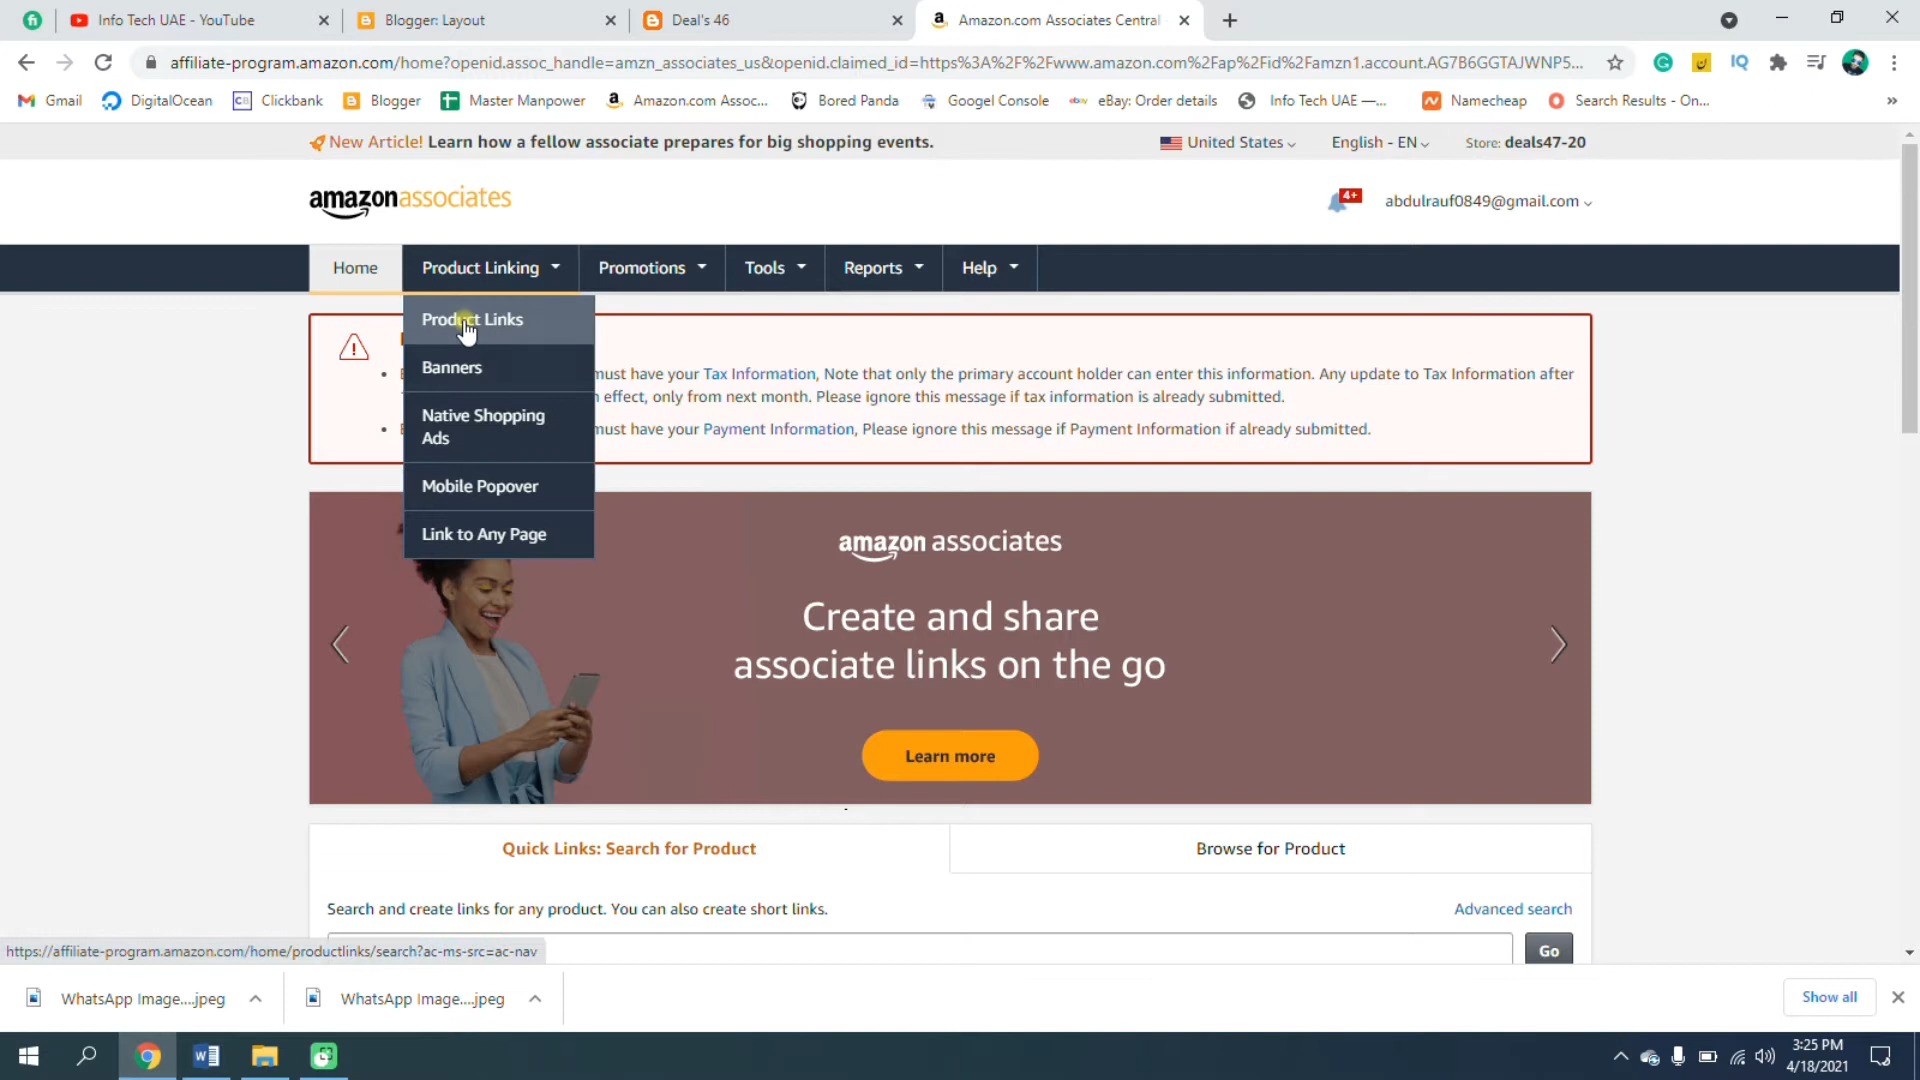 Info Tech UAE - YouTube
Blogger: Layout
Deal's 46
Amazon.com Associates Central
affiliate-program.amazon.com/home?openid.assoc_handle=amzn_associates_us&openid.claimed_id=https%3A%2F%2Fwww.amazon.com%2Fap%2Fid%2Famzn1.account.AG7B6GGTAJWNP5...
Gmail
DigitalOcean
Clickbank
Blogger
Master Manpower
Amazon.com Assoc...
Bored Panda
Googel Console
eBay: Order details
Info Tech UAE —...
Namecheap
Search Results - On...
New Article! Learn how a fellow associate prepares for big shopping events.
United States
English - EN
Store: deals47-20
amazonassociates
4+
abdulrauf0849@gmail.com
Home
Product Linking
Promotions
Tools
Reports
Help
Product Links
Banners
Native Shopping
Ads
Mobile Popover
Link to Any Page
must have your Tax Information, Note that only the primary account holder can enter this information. Any update to Tax Information after
effect, only from next month. Please ignore this message if tax information is already submitted.
must have your Payment Information, Please ignore this message if Payment Information if already submitted.
amazon associates
Create and share
associate links on the go
Learn more
Quick Links: Search for Product
Browse for Product
Search and create links for any product. You can also create short links.
Advanced search
Go
https://affiliate-program.amazon.com/home/productlinks/search?ac-ms-src=ac-nav
WhatsApp Image....jpeg
WhatsApp Image....jpeg
Show all
3:25 PM
4/18/2021